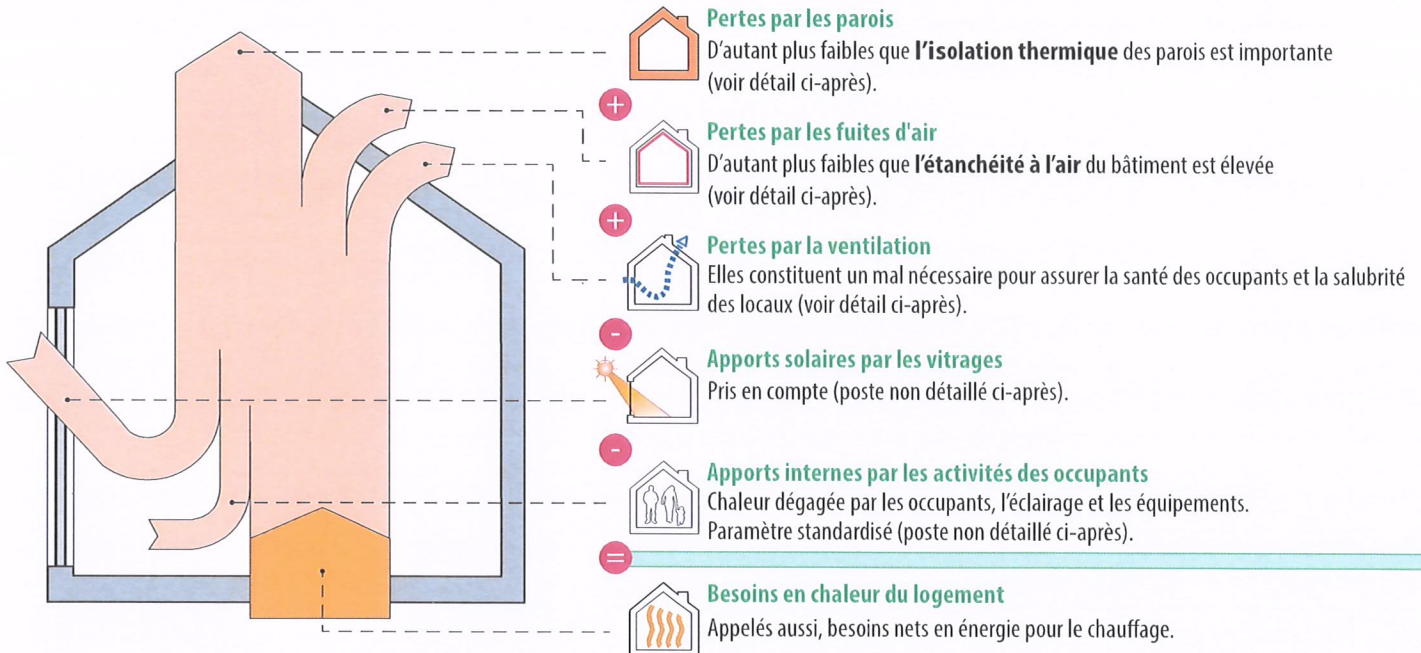 Pertes par les parois
D'autant plus faibles que l'isolation thermique des parois est importante
(voir détail ci-après).
+
Pertes par les fuites d'air
D'autant plus faibles que l'étanchéité à l'air du bâtiment est élevée
(voir détail ci-après).
+
Pertes par la ventilation
Elles constituent un mal nécessaire pour assurer la santé des occupants et la salubrité
des locaux (voir détail ci-après).
-
Apports solaires par les vitrages
Pris en compte (poste non détaillé ci-après).
-
Apports internes par les activités des occupants
Chaleur dégagée par les occupants, l'éclairage et les équipements.
Paramètre standardisé (poste non détaillé ci-après).
=
Besoins en chaleur du logement
Appelés aussi, besoins nets en énergie pour le chauffage.